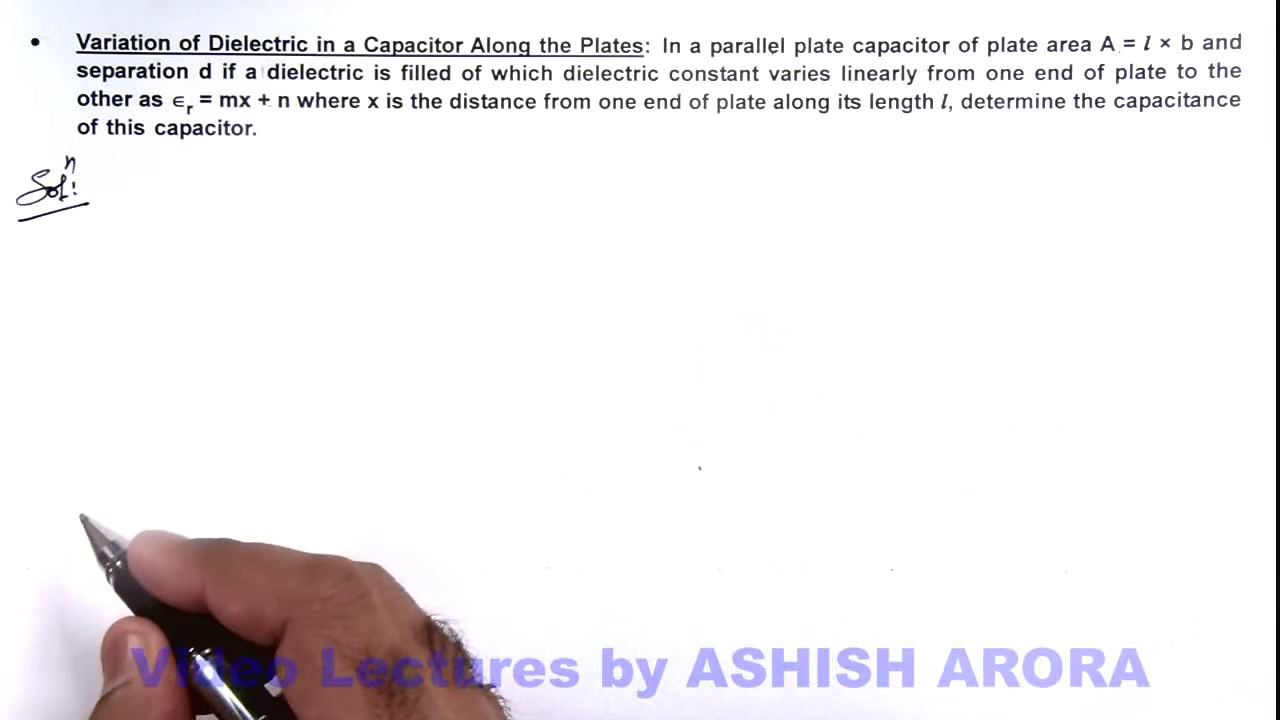 • Variation of Dielectric in a Capacitor Along the Plates: In a parallel plate capacitor of plate area A = l × b and
separation d if a dielectric is filled of which dielectric constant varies linearly from one end of plate to the
other as ϵr = mx + n where x is the distance from one end of plate along its length l, determine the capacitance
of this capacitor.
Solⁿ:
Video Lectures by ASHISH ARORA